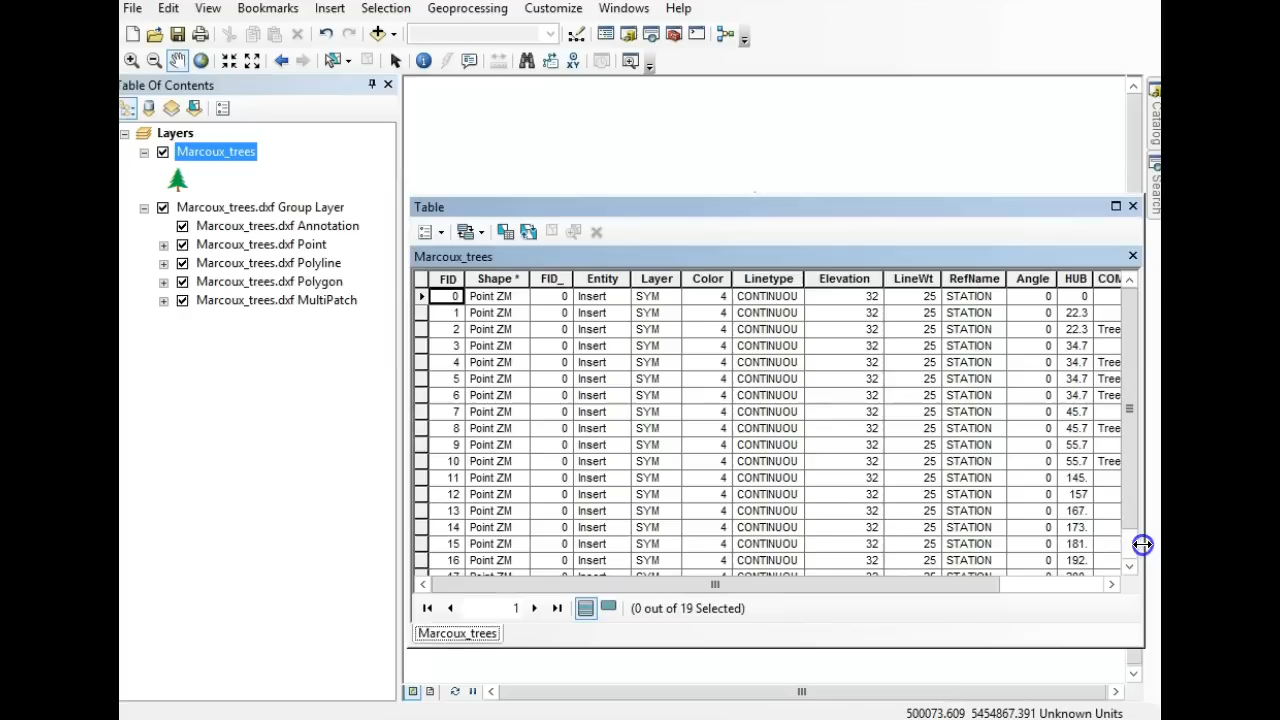 File Edit View Bookmarks Insert Selection Geoprocessing Customize Windows Help
Table Of Contents
Layers
Marcoux_trees
Marcoux_trees.dxf Group Layer
Marcoux_trees.dxf Annotation
Marcoux_trees.dxf Point
Marcoux_trees.dxf Polyline
Marcoux_trees.dxf Polygon
Marcoux_trees.dxf MultiPatch
Catalog
Search
Table
Marcoux_trees
FID Shape * FID_ Entity Layer Color Linetype Elevation LineWt RefName Angle HUB COM
0 Point ZM 0 Insert SYM 4 CONTINUOU 32 25 STATION 0 0
1 Point ZM 0 Insert SYM 4 CONTINUOU 32 25 STATION 0 22.3
2 Point ZM 0 Insert SYM 4 CONTINUOU 32 25 STATION 0 22.3 Tree
3 Point ZM 0 Insert SYM 4 CONTINUOU 32 25 STATION 0 34.7
4 Point ZM 0 Insert SYM 4 CONTINUOU 32 25 STATION 0 34.7 Tree
5 Point ZM 0 Insert SYM 4 CONTINUOU 32 25 STATION 0 34.7 Tree
6 Point ZM 0 Insert SYM 4 CONTINUOU 32 25 STATION 0 34.7 Tree
7 Point ZM 0 Insert SYM 4 CONTINUOU 32 25 STATION 0 45.7
8 Point ZM 0 Insert SYM 4 CONTINUOU 32 25 STATION 0 45.7 Tree
9 Point ZM 0 Insert SYM 4 CONTINUOU 32 25 STATION 0 55.7
10 Point ZM 0 Insert SYM 4 CONTINUOU 32 25 STATION 0 55.7 Tree
11 Point ZM 0 Insert SYM 4 CONTINUOU 32 25 STATION 0 145.
12 Point ZM 0 Insert SYM 4 CONTINUOU 32 25 STATION 0 157
13 Point ZM 0 Insert SYM 4 CONTINUOU 32 25 STATION 0 167.
14 Point ZM 0 Insert SYM 4 CONTINUOU 32 25 STATION 0 173.
15 Point ZM 0 Insert SYM 4 CONTINUOU 32 25 STATION 0 181.
16 Point ZM 0 Insert SYM 4 CONTINUOU 32 25 STATION 0 192.
1 (0 out of 19 Selected)
Marcoux_trees
500073.609 5454867.391 Unknown Units